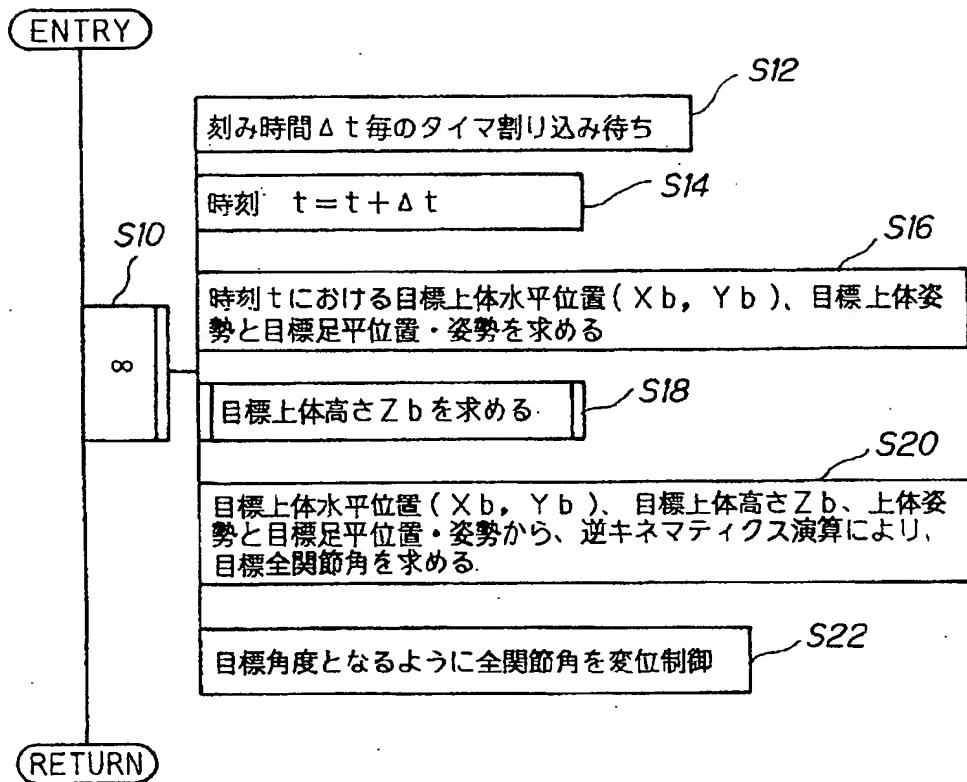 ENTRY
S12
刻み時間Δt毎のタイマ割り込み待ち
S14
時刻 t=t+Δt
S10
S16
時刻tにおける目標上体水平位置(Xb, Yb)、目標上体姿
勢と目標足平位置・姿勢を求める
∞
S18
目標上体高さZbを求める
S20
目標上体水平位置(Xb, Yb)、目標上体高さZb、上体姿
勢と目標足平位置・姿勢から、逆キネマティクス演算により、
目標全関節角を求める
S22
目標角度となるように全関節角を変位制御
RETURN